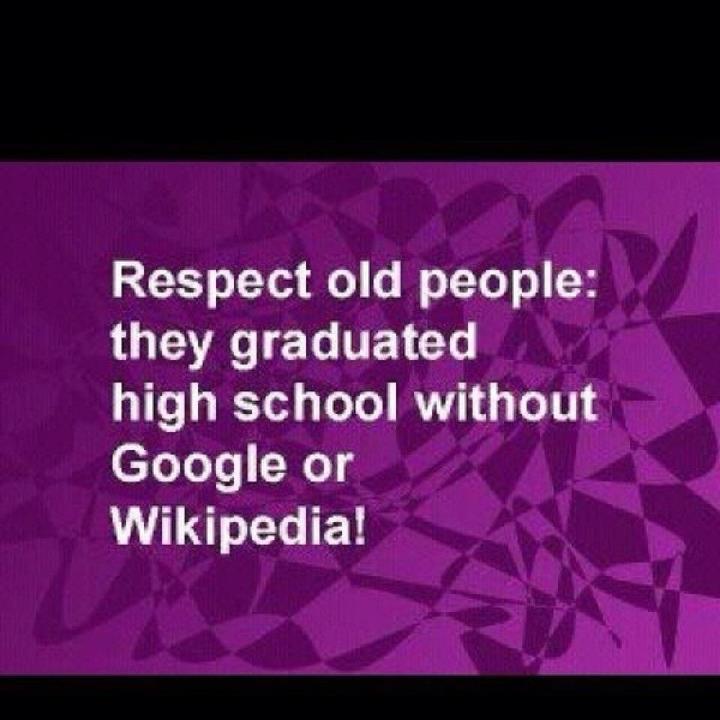 Respect old people:
they graduated
high school without
Google or
Wikipedia!